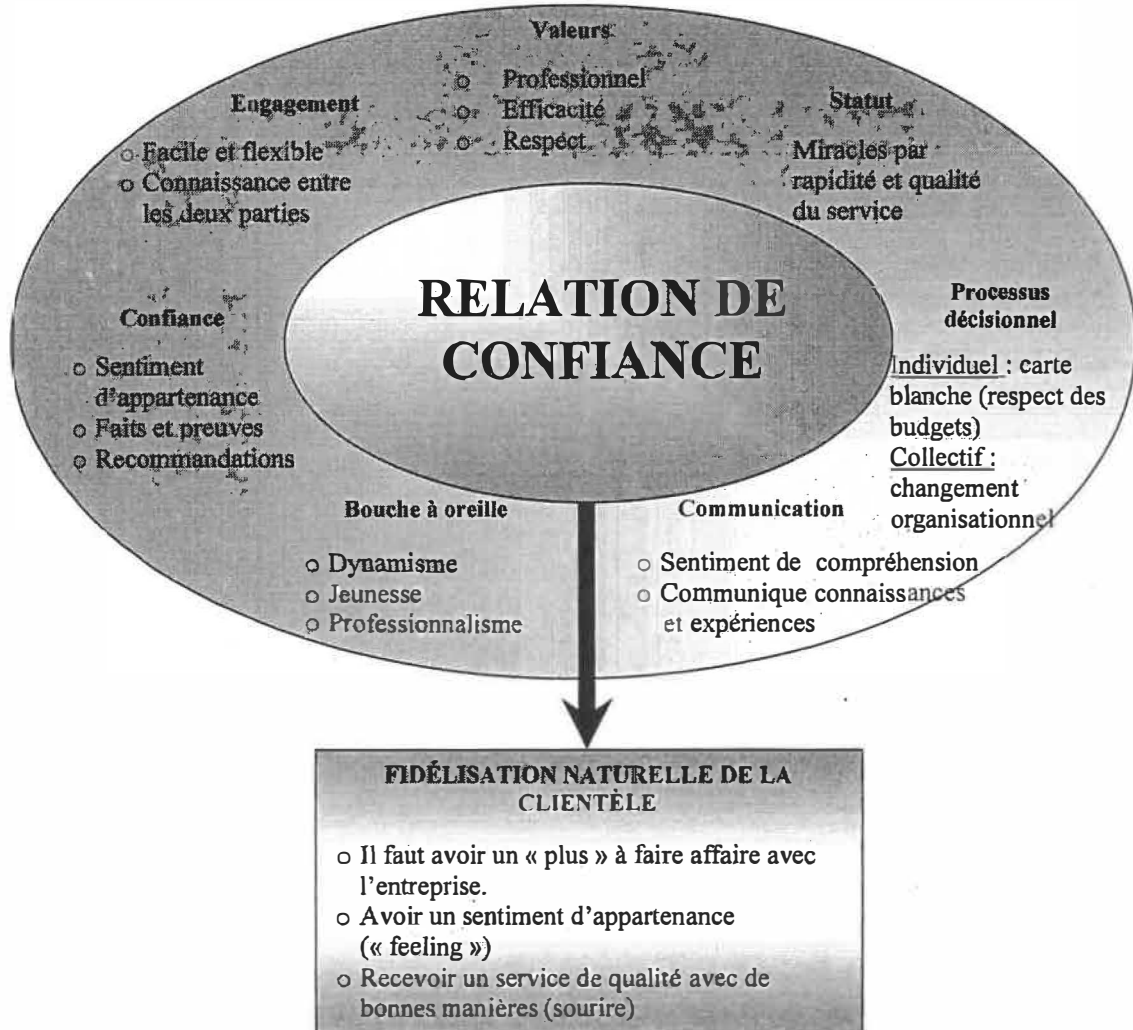 Valeurs
o Professionnel
o Efficacité
o Respect
Engagement
o Facile et flexible
o Connaissance entre
les deux parties
Statut
Miracles par
rapidité et qualité
du service
RELATION DE
CONFIANCE
Confiance
o Sentiment
d'appartenance
o Faits et preuves
o Recommandations
Processus
décisionnel
Individuel : carte
blanche (respect des
budgets)
Collectif :
changement
organisationnel
Bouche à oreille
o Dynamisme
o Jeunesse
o Professionnalisme
Communication
o Sentiment de compréhension
o Communique connaissances
et expériences
FIDÉLISATION NATURELLE DE LA
CLIENTÈLE
o Il faut avoir un « plus » à faire affaire avec
l'entreprise.
o Avoir un sentiment d'appartenance
(« feeling »)
o Recevoir un service de qualité avec de
bonnes manières (sourire)